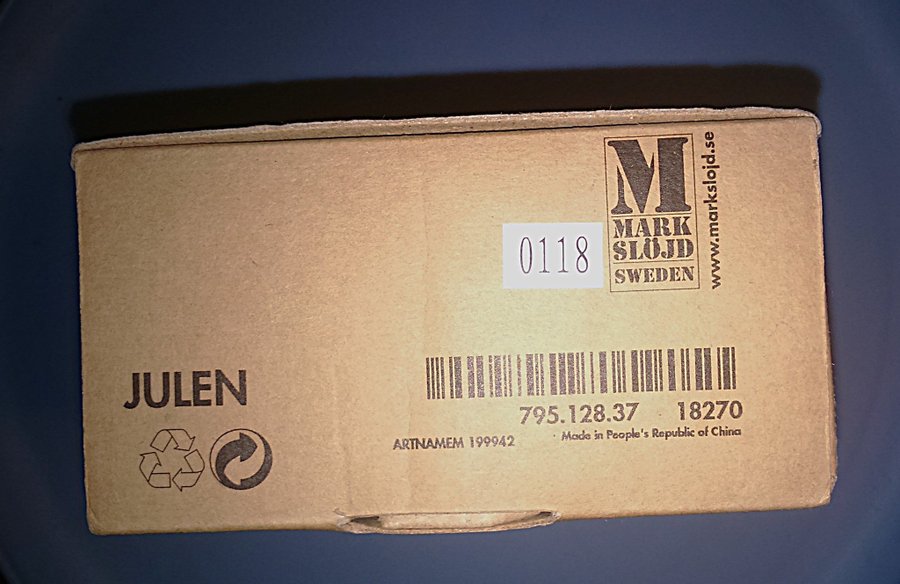 M
MARK
SLÖJD
SWEDEN
www.markslojd.se
0118
JULEN
795.128.37 18270
ARTNAMEM 199942
Made in People's Republic of China